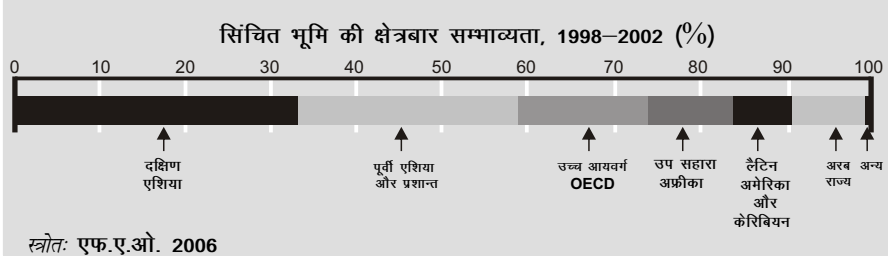 सिंचित भूमि की क्षेत्रबार सम्भाव्यता, 1998–2002 (%)
0 10 20 30 40 50 60 70 80 90 100
दक्षिण
एशिया
पूर्वी एशिया
और प्रशान्त
उच्च आयवर्ग
OECD
उप सहारा
अफ्रीका
लैटिन
अमेरिका
और
केरिबियन
अरब
राज्य
अन्य
स्त्रोतः एफ.ए.ओ. 2006